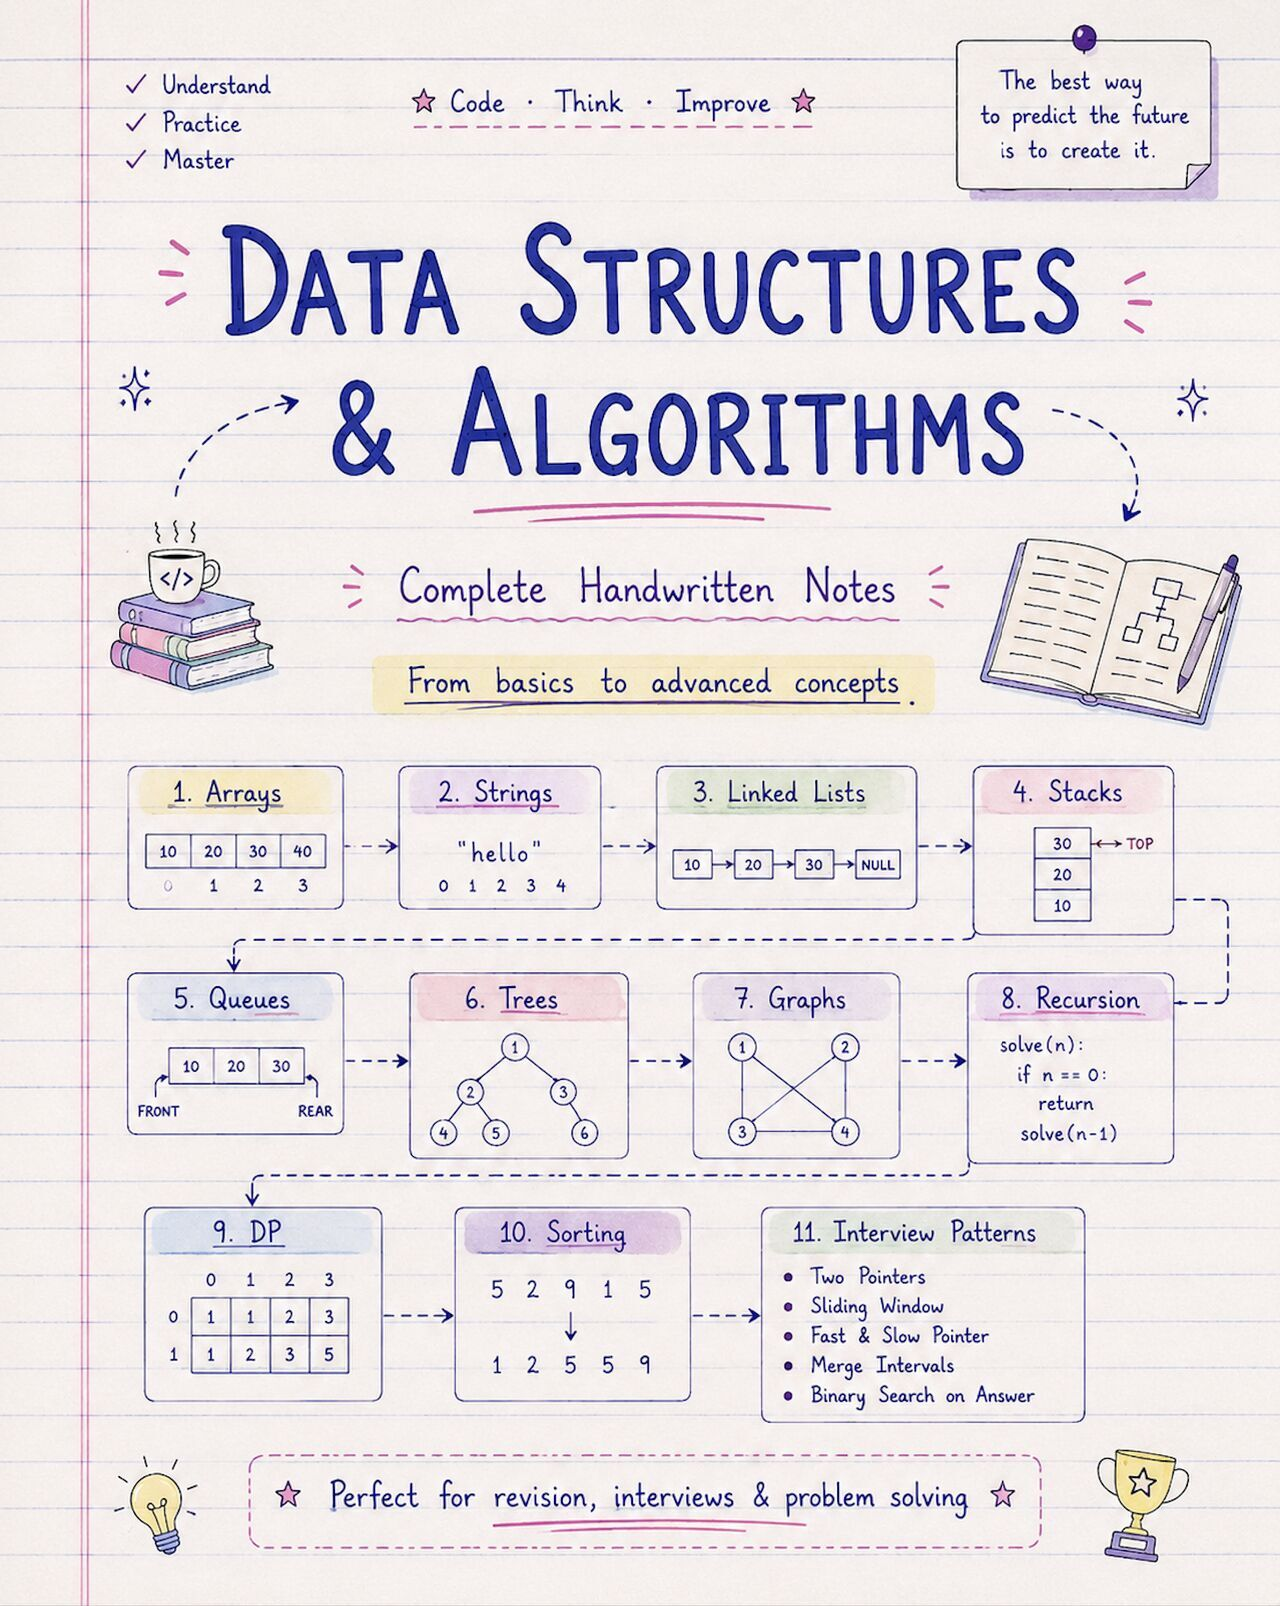 ✓ Understand
✓ Practice
✓ Master
★ Code · Think · Improve ★
The best way
to predict the future
is to create it.
DATA STRUCTURES
& ALGORITHMS
</>
Complete Handwritten Notes
From basics to advanced concepts.
1. Arrays
10 20 30 40
0 1 2 3
2. Strings
"hello"
0 1 2 3 4
3. Linked Lists
10 → 20 → 30 → NULL
4. Stacks
30 ↔ TOP
20
10
5. Queues
10 20 30
FRONT REAR
6. Trees
1
2 3
4 5 6
7. Graphs
1 2
3 4
8. Recursion
solve(n):
if n == 0:
return
solve(n-1)
9. DP
0 1 2 3
0 1 1 2 3
1 1 2 3 5
10. Sorting
5 2 9 1 5
↓
1 2 5 5 9
11. Interview Patterns
• Two Pointers
• Sliding Window
• Fast & Slow Pointer
• Merge Intervals
• Binary Search on Answer
★ Perfect for revision, interviews & problem solving ★